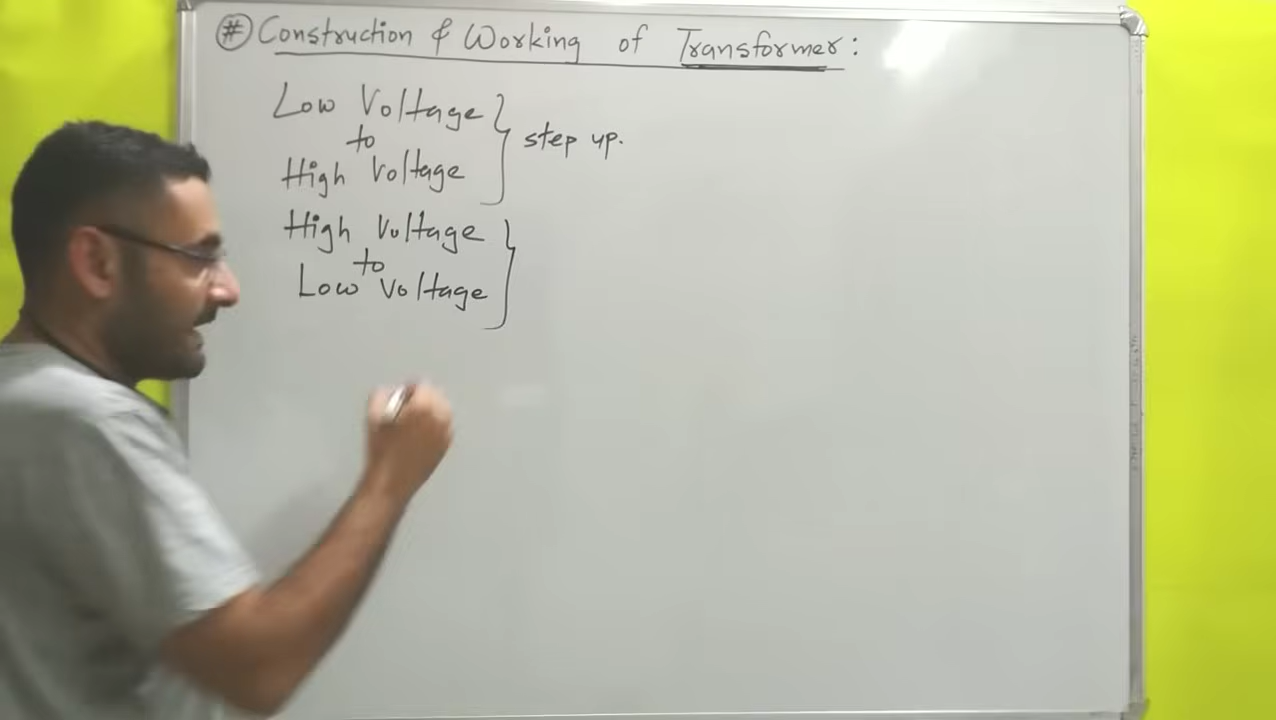 # Construction & Working of Transformer:
Low Voltage
to
High Voltage
step up.
High Voltage
to
Low Voltage